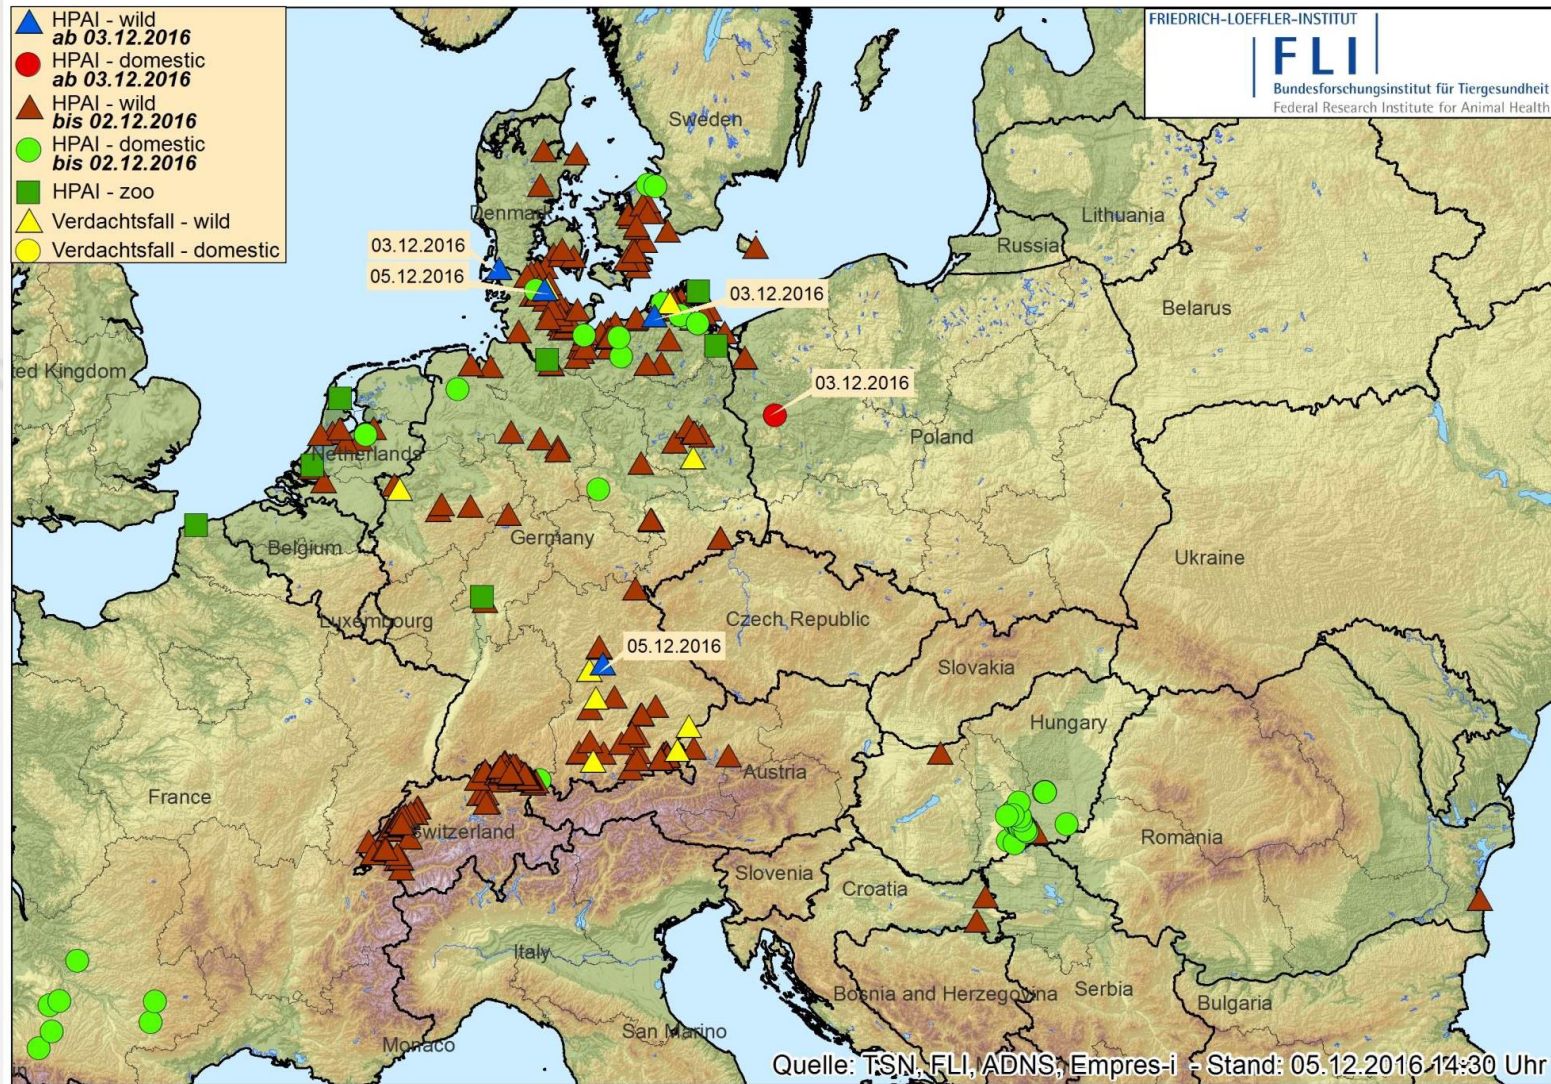 HPAI - wild
ab 03.12.2016
HPAI - domestic
ab 03.12.2016
HPAI - wild
bis 02.12.2016
HPAI - domestic
bis 02.12.2016
HPAI - zoo
Verdachtsfall - wild
Verdachtsfall - domestic
FRIEDRICH-LOEFFLER-INSTITUT
FLI
Bundesforschungsinstitut für Tiergesundheit
Federal Research Institute for Animal Health
Sweden
Denmark
Lithuania
Russia
03.12.2016
05.12.2016
03.12.2016
Belarus
ed Kingdom
03.12.2016
Poland
Netherlands
Germany
Belgium
Ukraine
Luxembourg
Czech Republic
05.12.2016
Slovakia
Hungary
Austria
France
Switzerland
Romania
Slovenia
Croatia
Italy
Bosnia and Herzegovina
Serbia
Bulgaria
San Marino
Monaco
Quelle: TSN, FLI, ADNS, Empres-i - Stand: 05.12.2016 14:30 Uhr